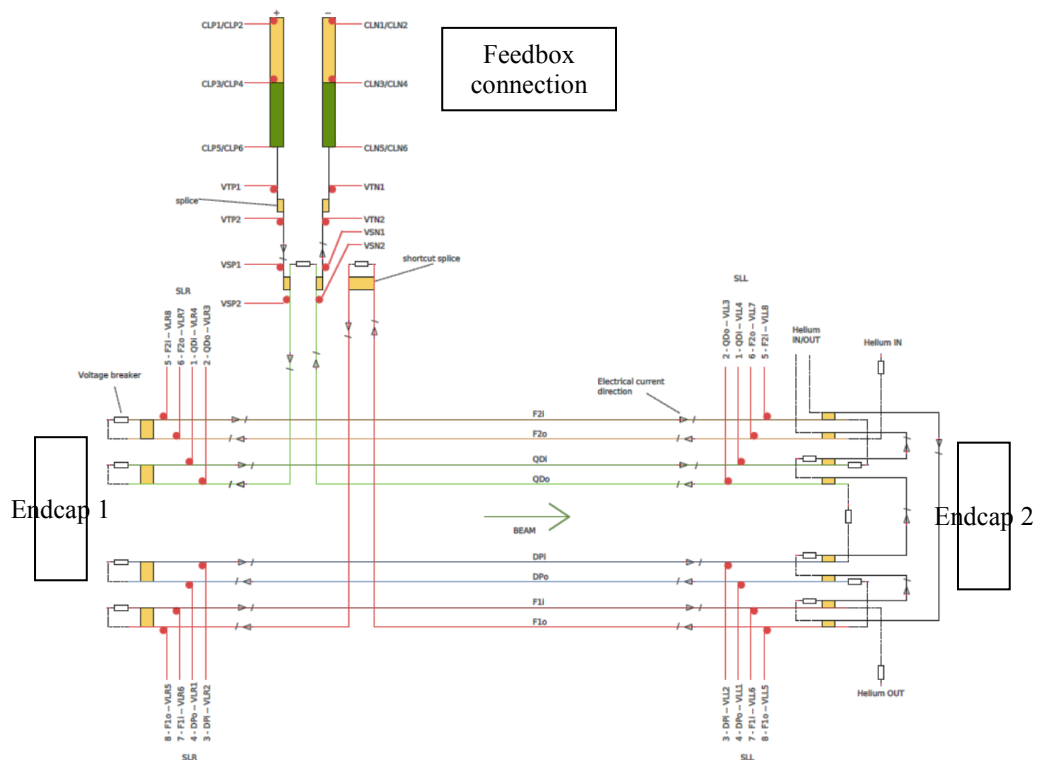 +
−
CLP1/CLP2
CLN1/CLN2
Feedbox
connection
CLP3/CLP4
CLN3/CLN4
CLP5/CLP6
CLN5/CLN6
VTP1
VTN1
splice
VTP2
VTN2
VSN1
VSN2
VSP1
shortcut splice
VSP2
SLR
5 - F2I — VLR8
6 - F2o — VLR7
1 - QDI — VLR4
2 - QDo — VLR3
SLL
2 - QDo — VLL3
1 - QDI — VLL4
6 - F2o — VLL7
5 - F2I — VLL8
Helium
IN/OUT
Helium IN
Voltage breaker
Electrical current
direction
F2I
F2o
QDI
QDo
Endcap 1
Endcap 2
BEAM
DPI
DPo
F1I
F1o
8 - F1o — VLR5
7 - F1I — VLR6
4 - DPo — VLR1
3 - DPI — VLR2
SLR
3 - DPI — VLL2
4 - DPo — VLL1
7 - F1I — VLL6
8 - F1o — VLL5
SLL
Helium OUT